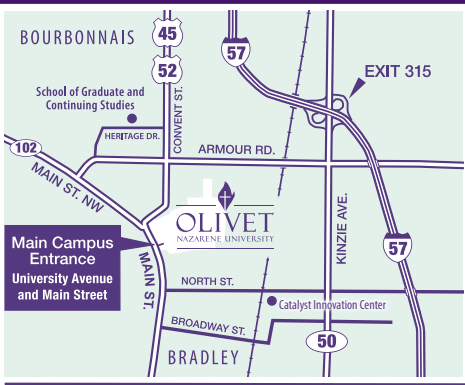 BOURBONNAIS
45
52
57
EXIT 315
School of Graduate and
Continuing Studies
HERITAGE DR.
CONVENT ST.
102
MAIN ST. NW
ARMOUR RD.
OLIVET
NAZARENE UNIVERSITY
KINZIE AVE.
57
Main Campus
Entrance
University Avenue
and Main Street
MAIN ST.
NORTH ST.
Catalyst Innovation Center
BROADWAY ST.
50
BRADLEY